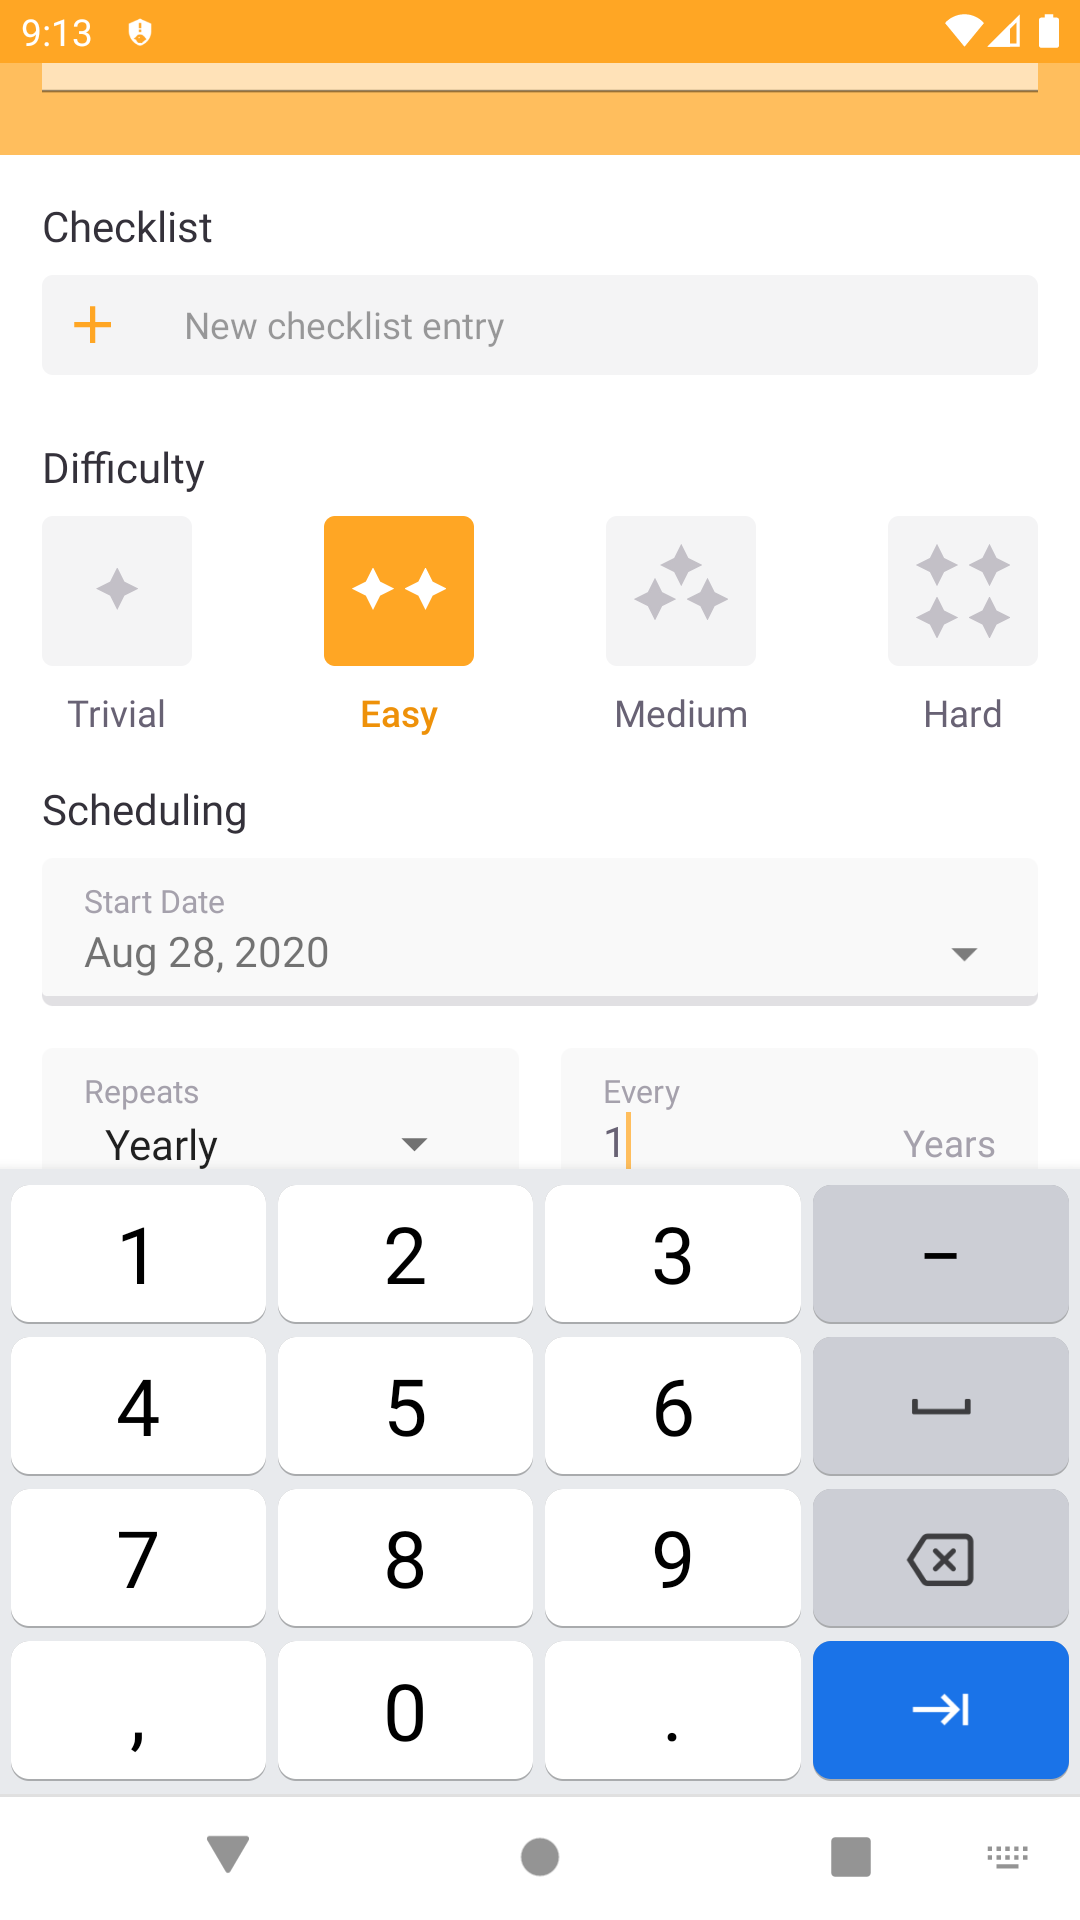 9:13
Checklist
New checklist entry
Difficulty
Trivial
Easy
Medium
Hard
Scheduling
Start Date
Aug 28, 2020
Repeats
Every
Yearly
1
Years
1 2 3 –
4 5 6
7 8 9
, 0 .